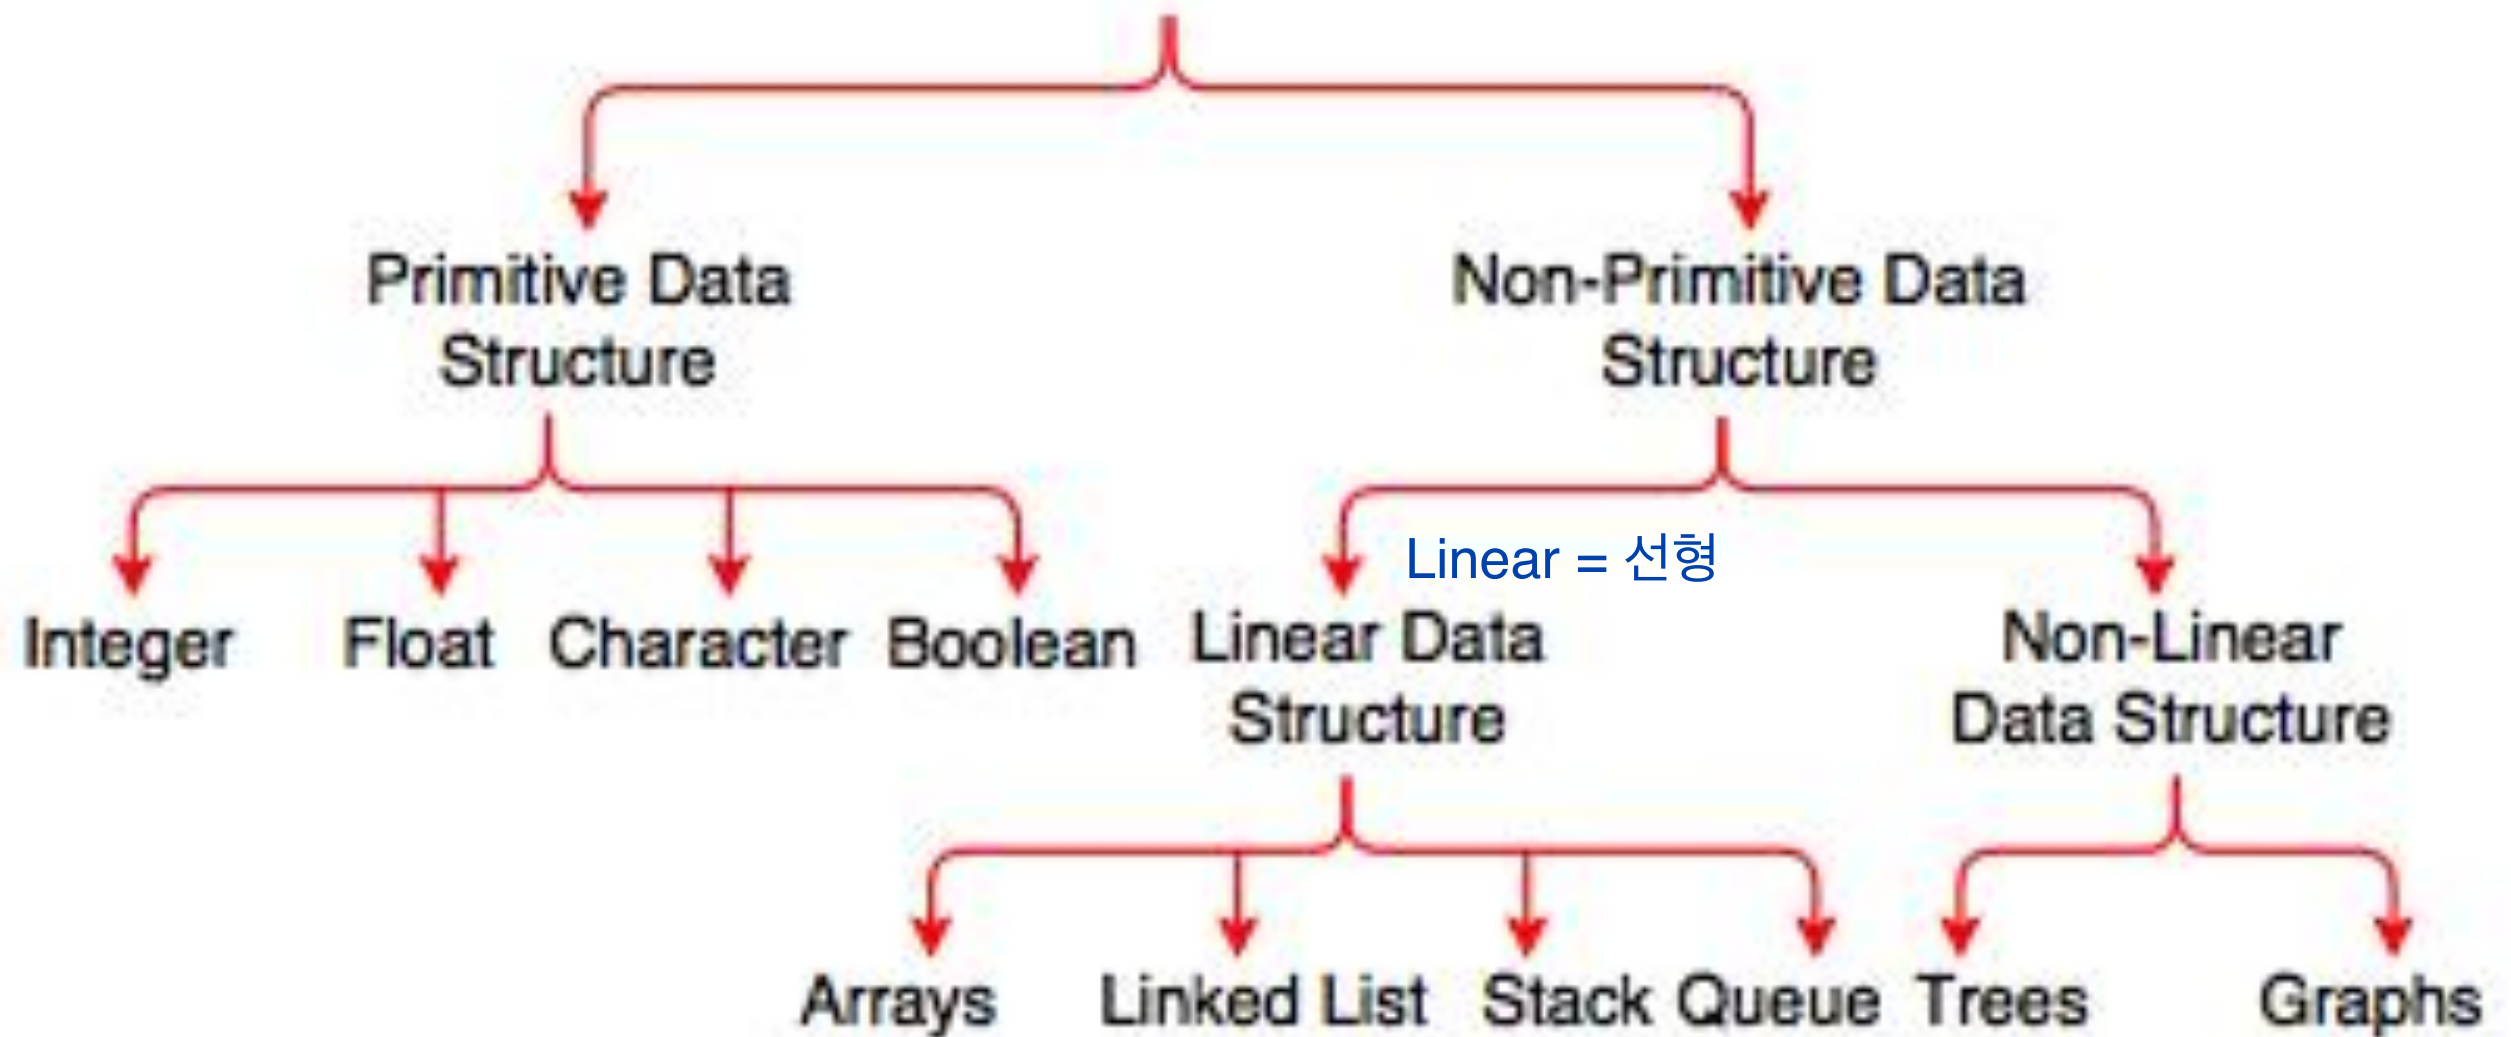 Primitive Data
Structure
Non-Primitive Data
Structure
Integer
Float
Character
Boolean
Linear = 선형
Linear Data
Structure
Non-Linear
Data Structure
Arrays
Linked List
Stack
Queue
Trees
Graphs